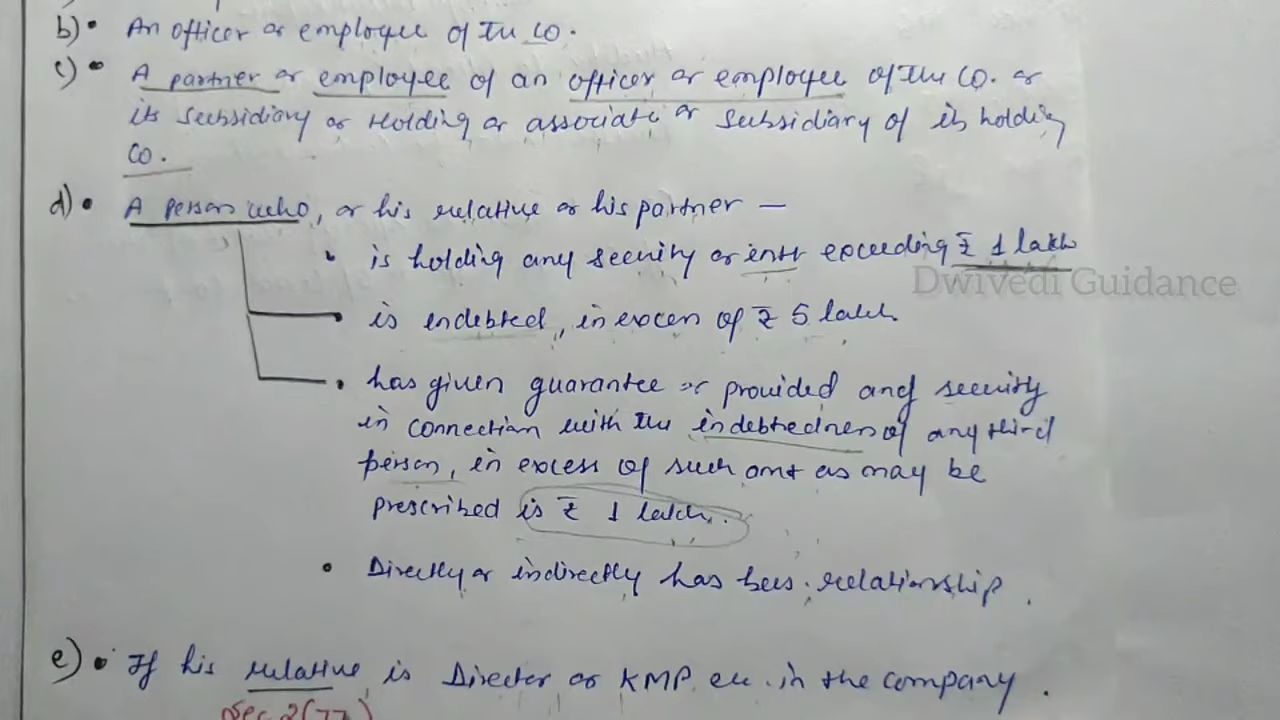 b) • An officer or employee of the co.
c) • A partner or employee of an officer or employee of the Co. or
its subsidiary or Holding or associate or subsidiary of its holding
Co.
d) • A person who, or his relative or his partner —
• is holding any security or intt exceeding ₹ 1 lakh
Dwivedi Guidance
• is indebted, in excess of ₹ 5 lakh
• has given guarantee or provided any security
in connection with the indebtedness of any third
person, in excess of such amt as may be
prescribed is ₹ 1 lakh.
• Directly or indirectly has buss. relationship.
e) • If his relative is Director or KMP etc. in the company.
Sec 2(77)